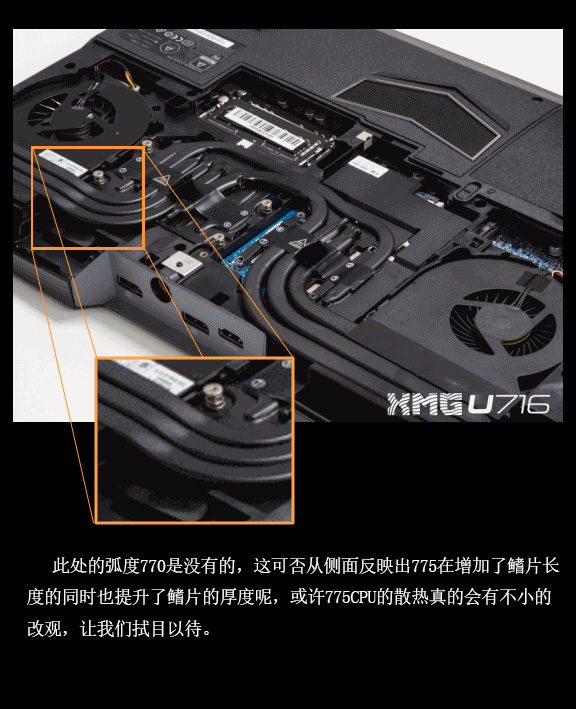 XMG U716
此处的弧度770是没有的，这可否从侧面反映出775在增加了鳍片长
度的同时也提升了鳍片的厚度呢，或许775CPU的散热真的会有不小的
改观，让我们拭目以待。